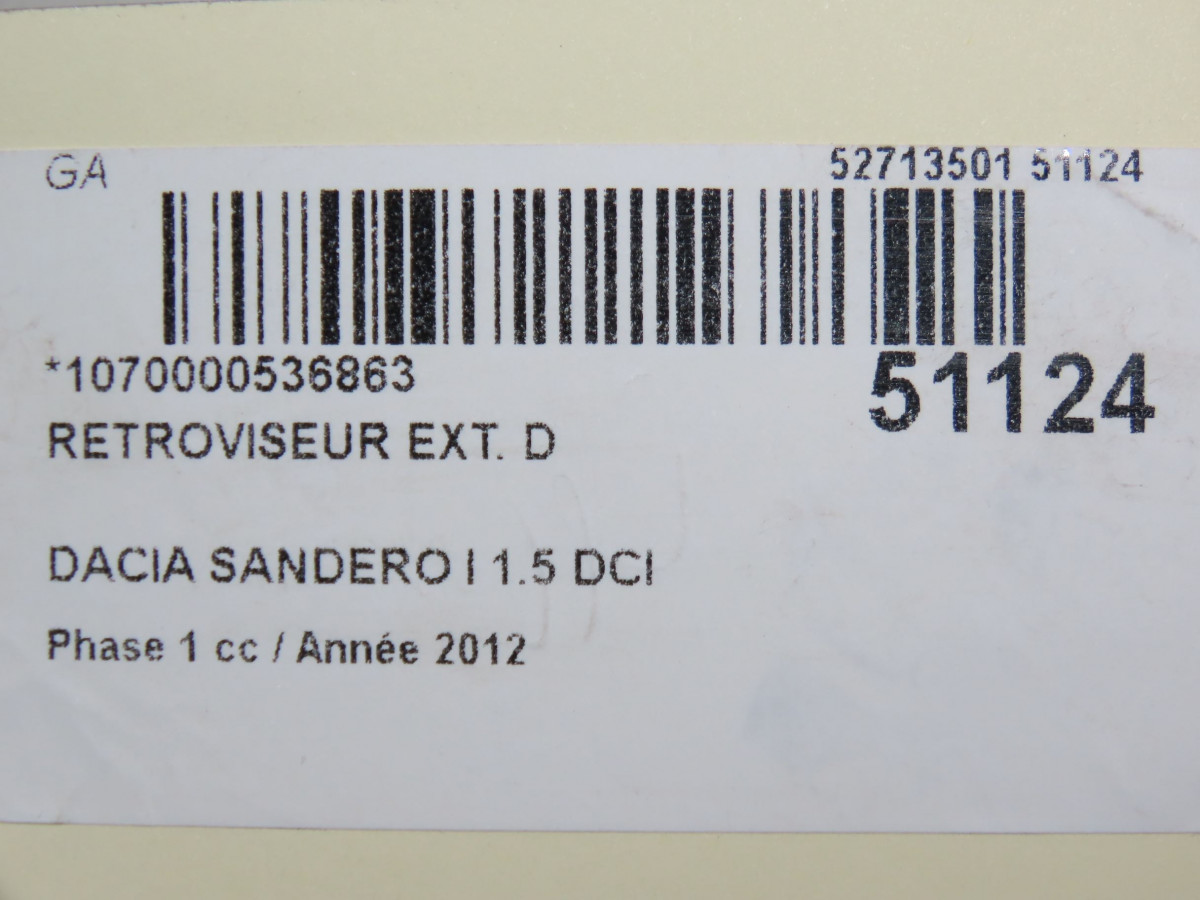 GA
52713501 51124
*1070000536863
51124
RETROVISEUR EXT. D
DACIA SANDERO I 1.5 DCI
Phase 1 cc / Année 2012